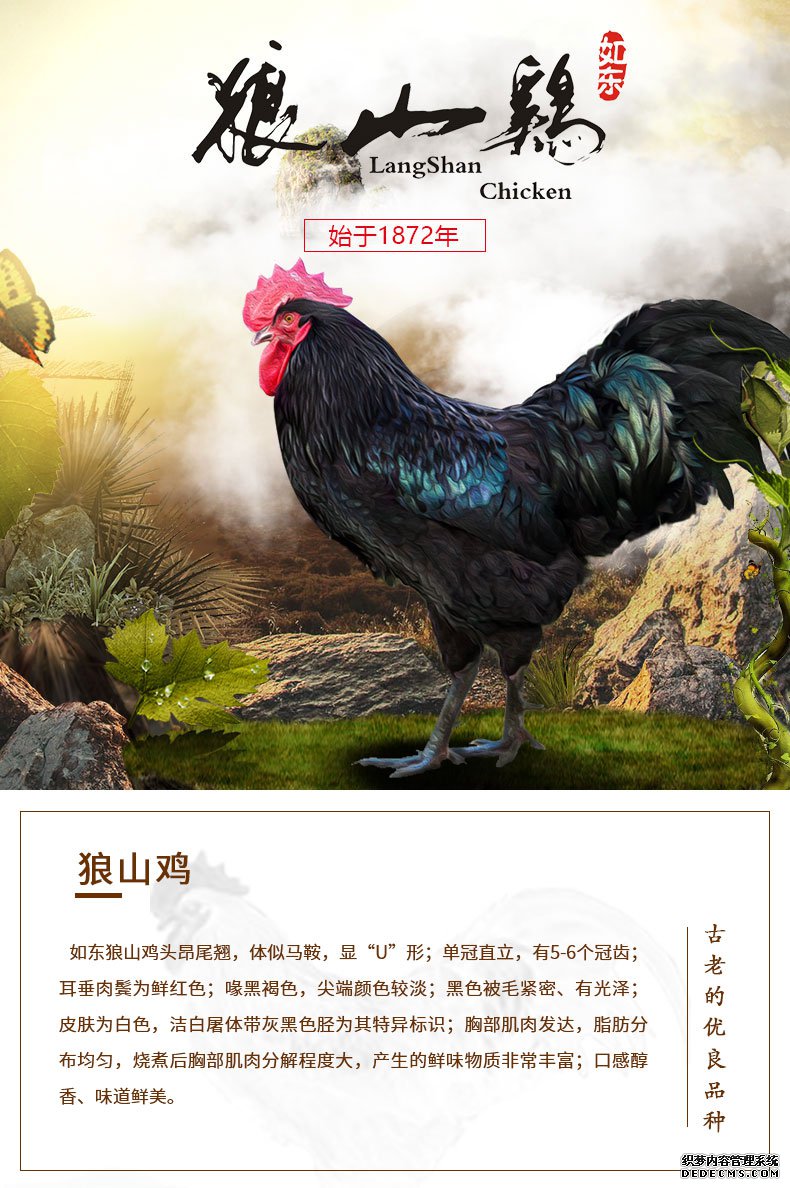 如东
狼山鷄
LangShan
Chicken
始于1872年
狼山鸡
如东狼山鸡头昂尾翘，体似马鞍，显“U”形；单冠直立，有5-6个冠齿；
耳垂肉鬓为鲜红色；喙黑褐色，尖端颜色较淡；黑色被毛紧密、有光泽；
皮肤为白色，洁白屠体带灰黑色胫为其特异标识；胸部肌肉发达，脂肪分
布均匀，烧煮后胸部肌肉分解程度大，产生的鲜味物质非常丰富；口感醇
香、味道鲜美。
古老的优良品种
织梦内容管理系统
DEDECMS.COM